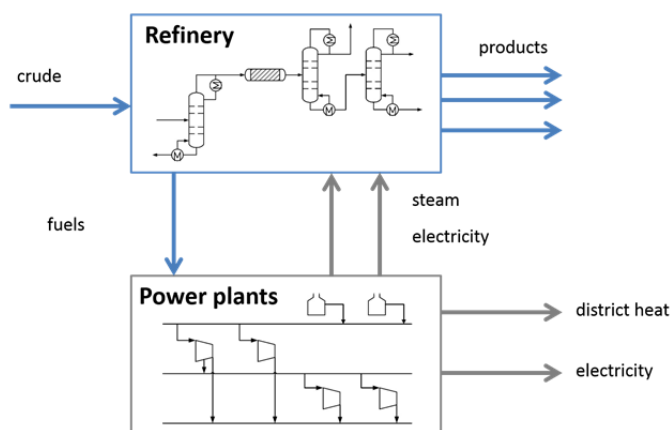 Refinery
products
crude
M
M
M
M
M
M
fuels
steam
electricity
Power plants
district heat
electricity